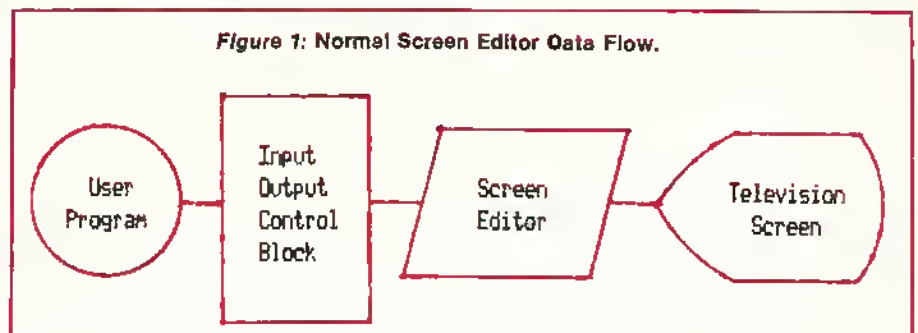 Figure 1: Normal Screen Editor Data Flow.
User
Program
Input
Output
Control
Block
Screen
Editor
Television
Screen